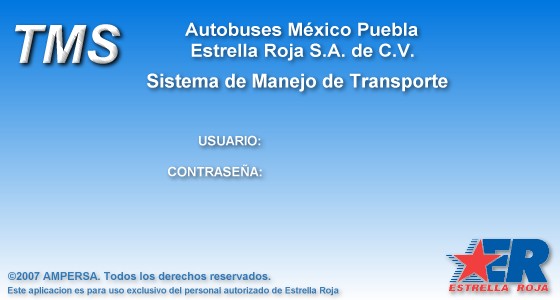 TMS
Autobuses México Puebla
Estrella Roja S.A. de C.V.
Sistema de Manejo de Transporte
USUARIO:
CONTRASEÑA:
©2007 AMPERSA. Todos los derechos reservados.
Este aplicacion es para uso exclusivo del personal autorizado de Estrella Roja
ER
ESTRELLA ROJA